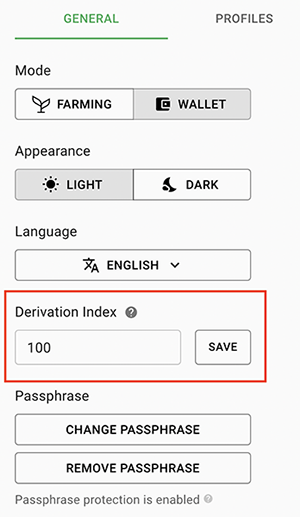 GENERAL PROFILES
Mode
FARMING WALLET
Appearance
LIGHT DARK
Language
ENGLISH
Derivation Index ?
100 SAVE
Passphrase
CHANGE PASSPHRASE
REMOVE PASSPHRASE
Passphrase protection is enabled ?